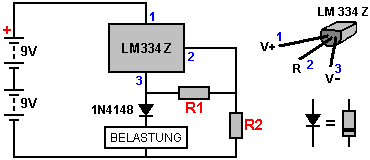 1
LM 334 Z
+
9V
LM334 Z
2
V+ 1
R 2
3
V-
3
9V
1N4148
R1
R2
BELASTUNG
=